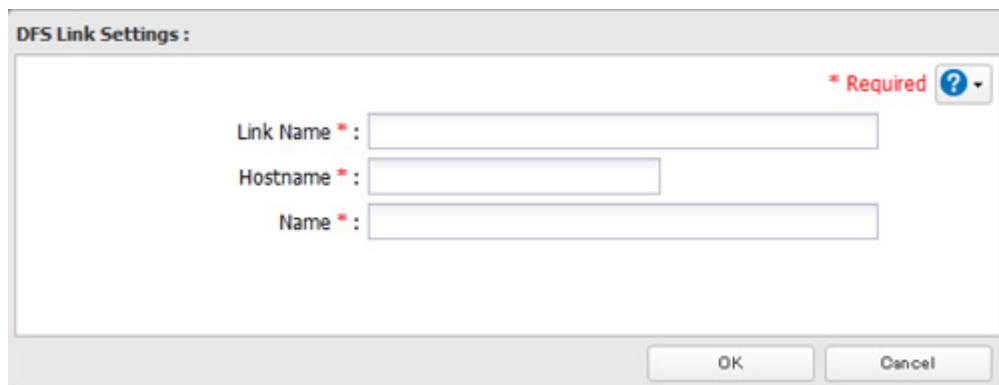 DFS Link Settings :
* Required ?
Link Name * :
Hostname * :
Name * :
OK Cancel